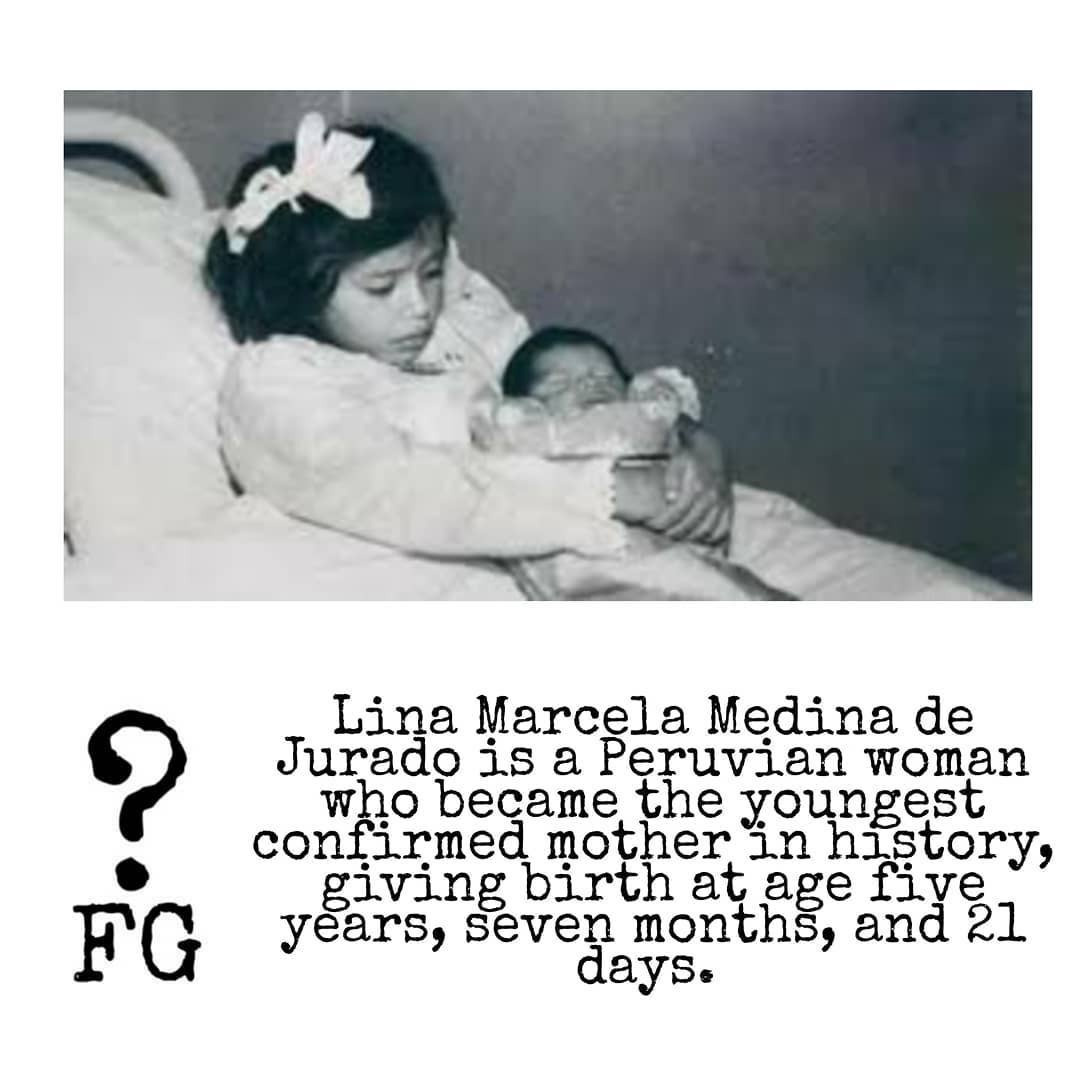 Lina Marcela Medina de
Jurado is a Peruvian woman
who became the youngest
confirmed mother in history,
giving birth at age five
years, seven months, and 21
days.
?
FG